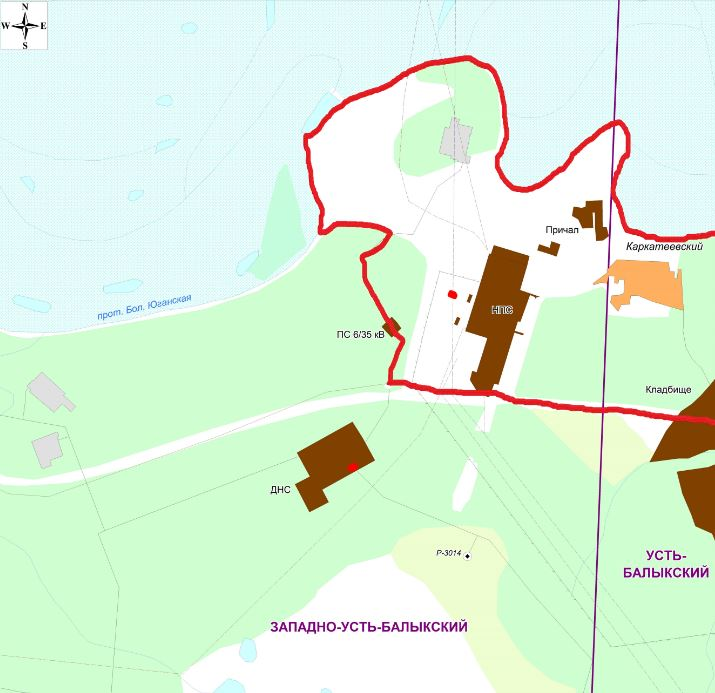 N
W E
S
Причал
Каркатеевский
прот. Бол. Юганская
НПС
ПС 6/35 кВ
Кладбище
ДНС
Р-3014
УСТЬ-
БАЛЫКСКИЙ
ЗАПАДНО-УСТЬ-БАЛЫКСКИЙ